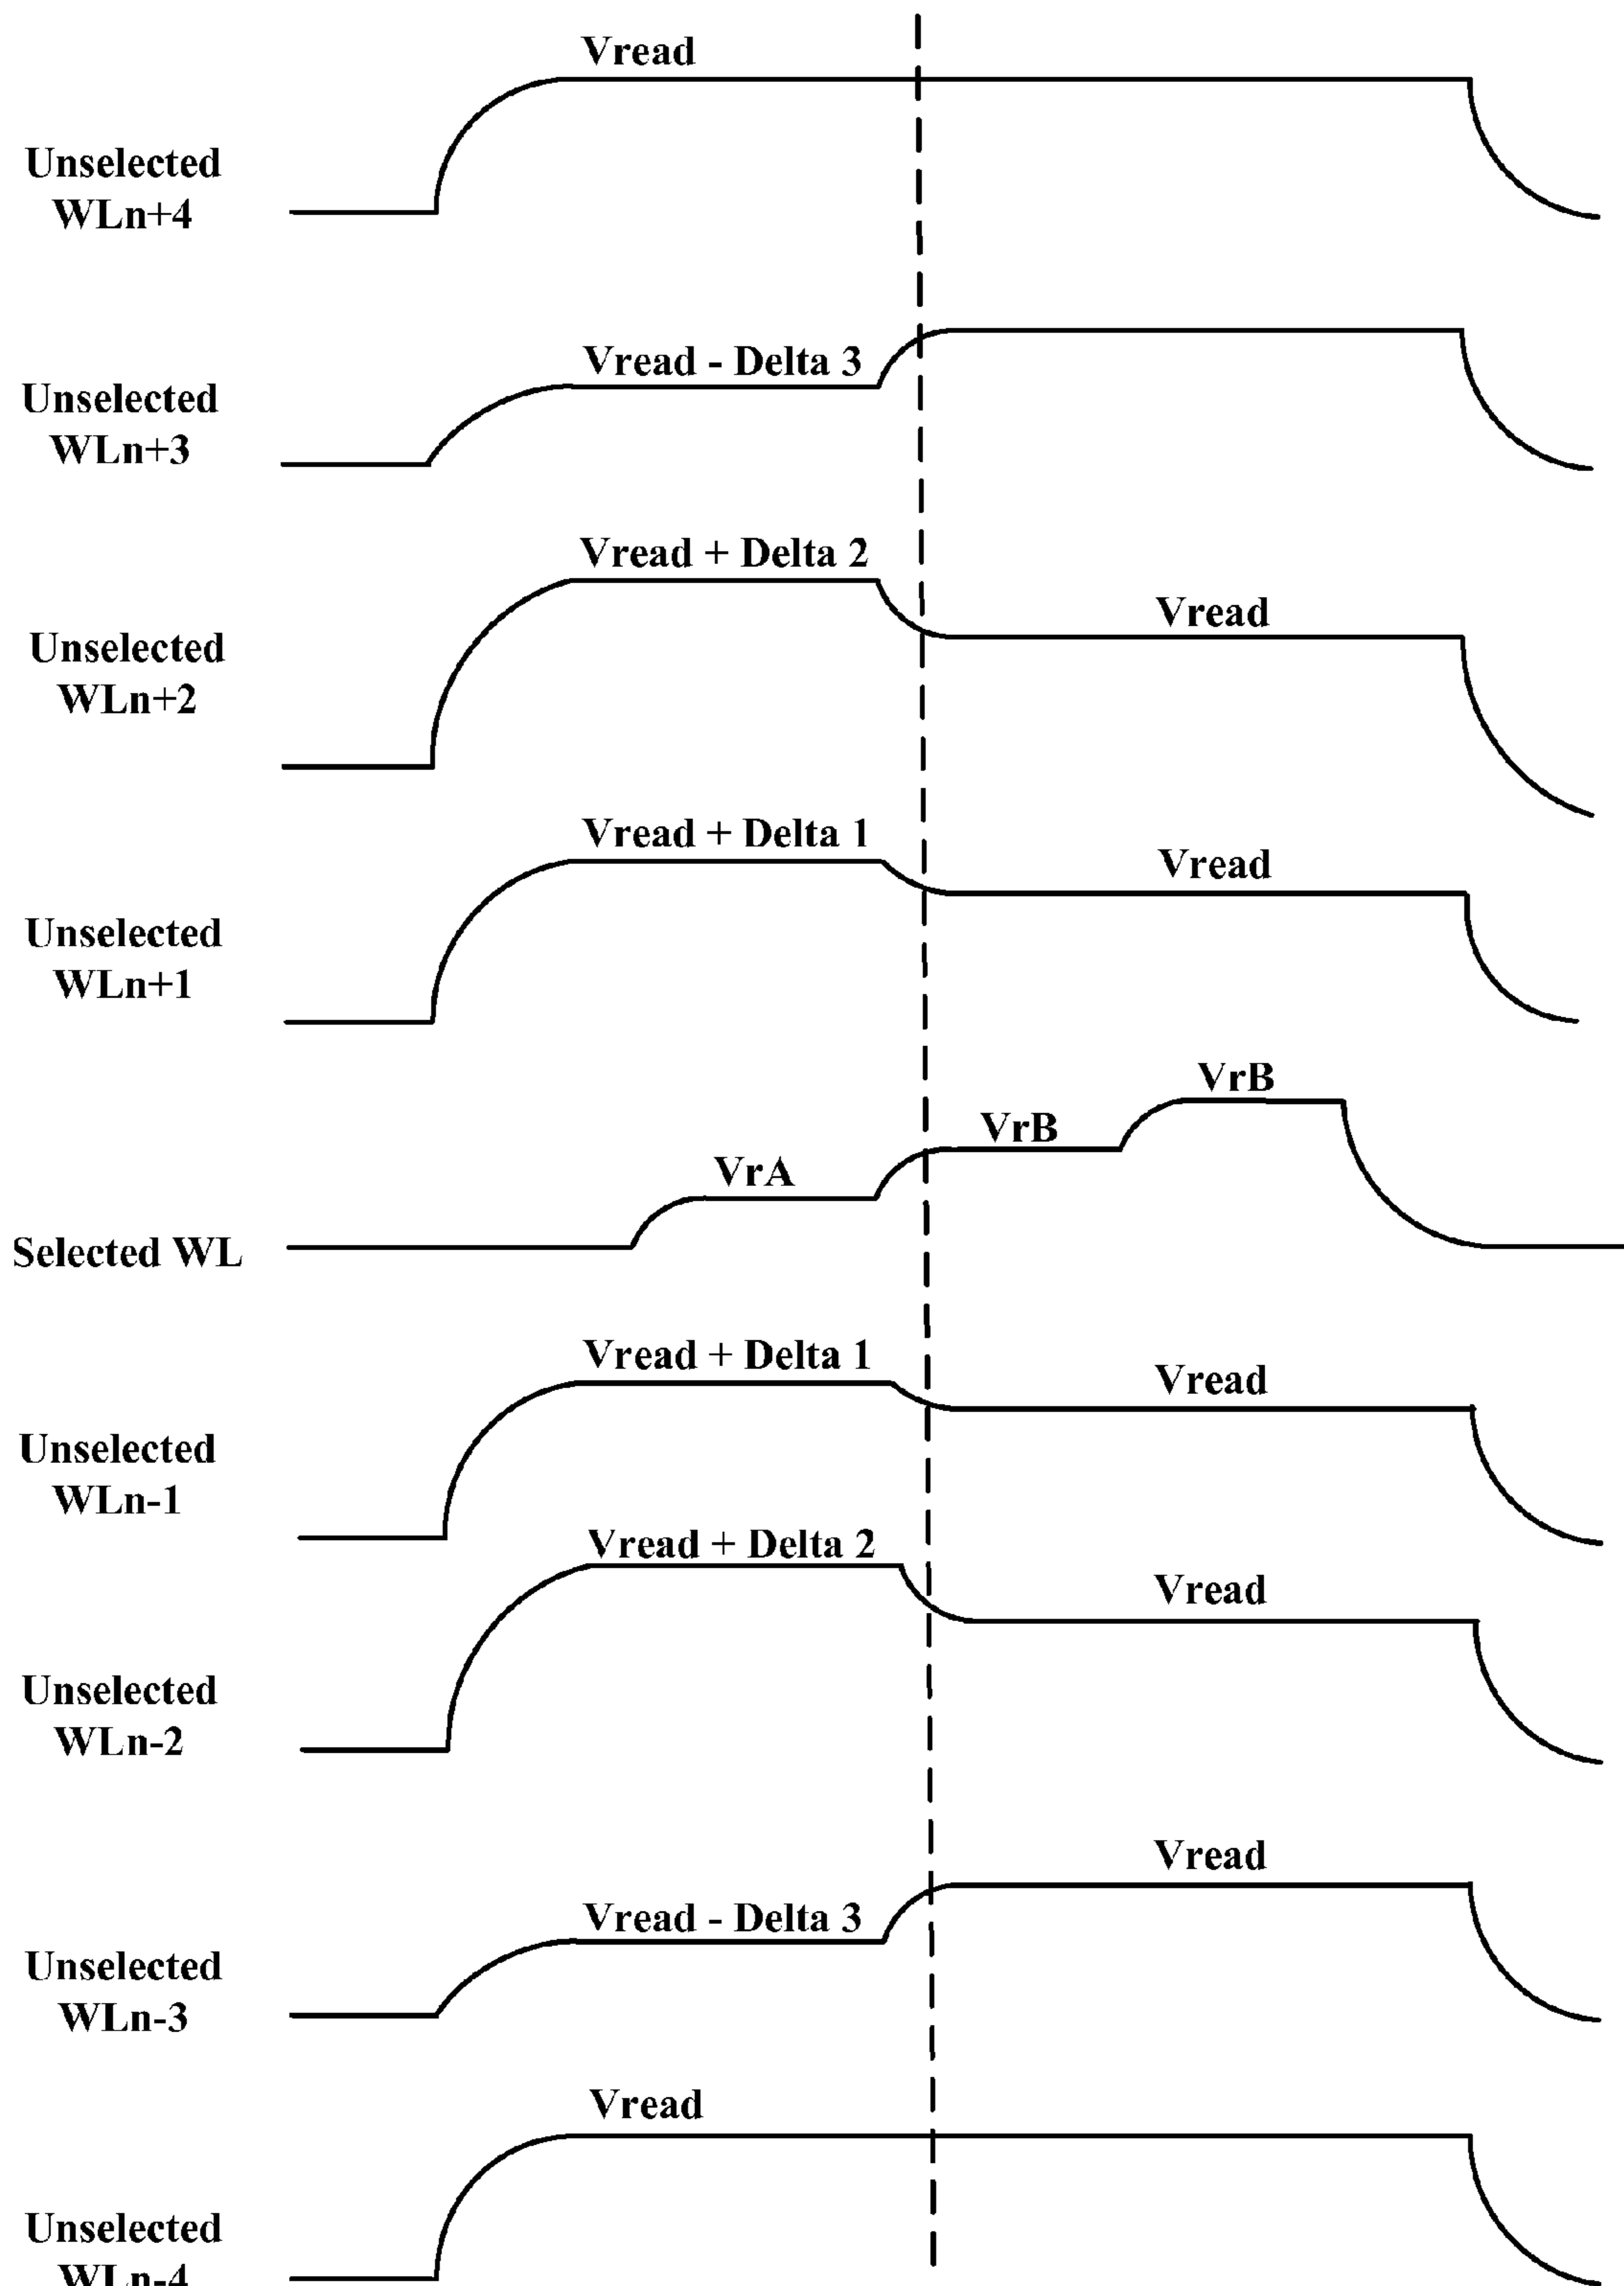 Vread
Unselected
WLn+4
Vread - Delta 3
Unselected
WLn+3
Vread + Delta 2
Vread
Unselected
WLn+2
Vread + Delta 1
Vread
Unselected
WLn+1
VrB
VrB
VrA
Selected WL
Vread + Delta 1
Vread
Unselected
WLn-1
Vread + Delta 2
Vread
Unselected
WLn-2
Vread
Vread - Delta 3
Unselected
WLn-3
Vread
Unselected
WLn-4